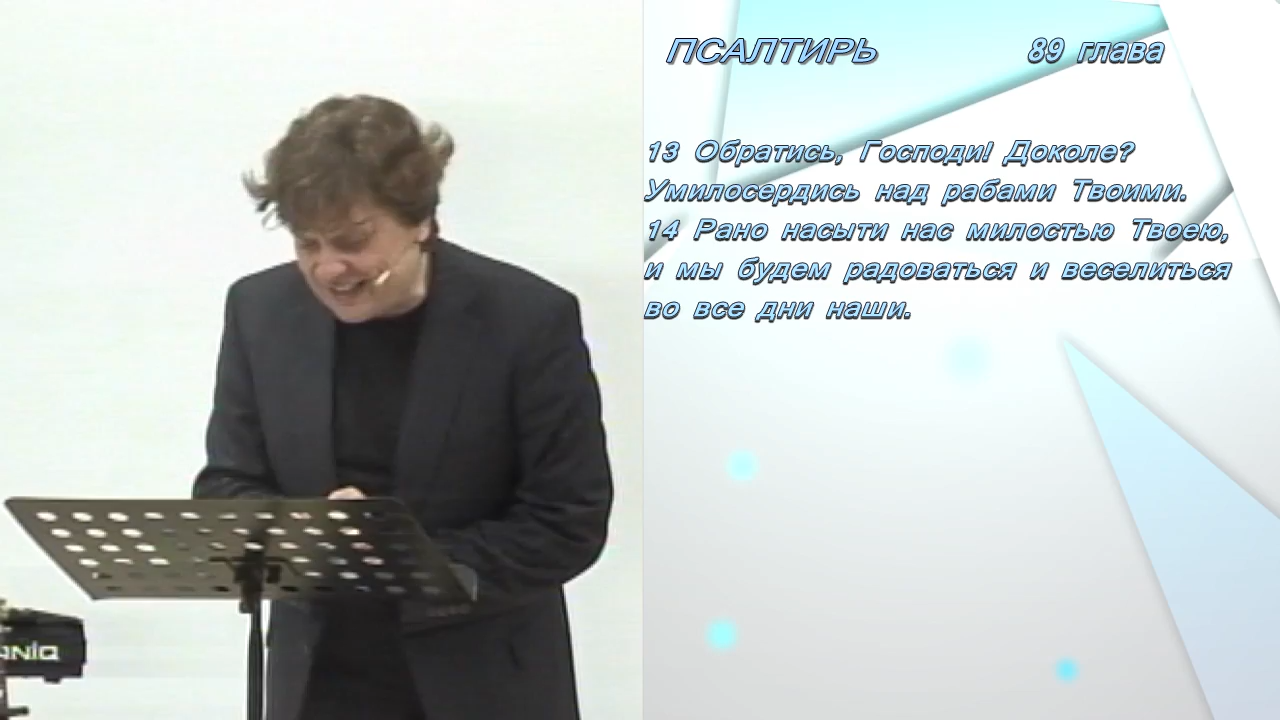 ПСАЛТИРЬ 89 глава
13 Обратись, Господи! Доколе?
Умилосердись над рабами Твоими.
14 Рано насыти нас милостью Твоею,
и мы будем радоваться и веселиться
во все дни наши.